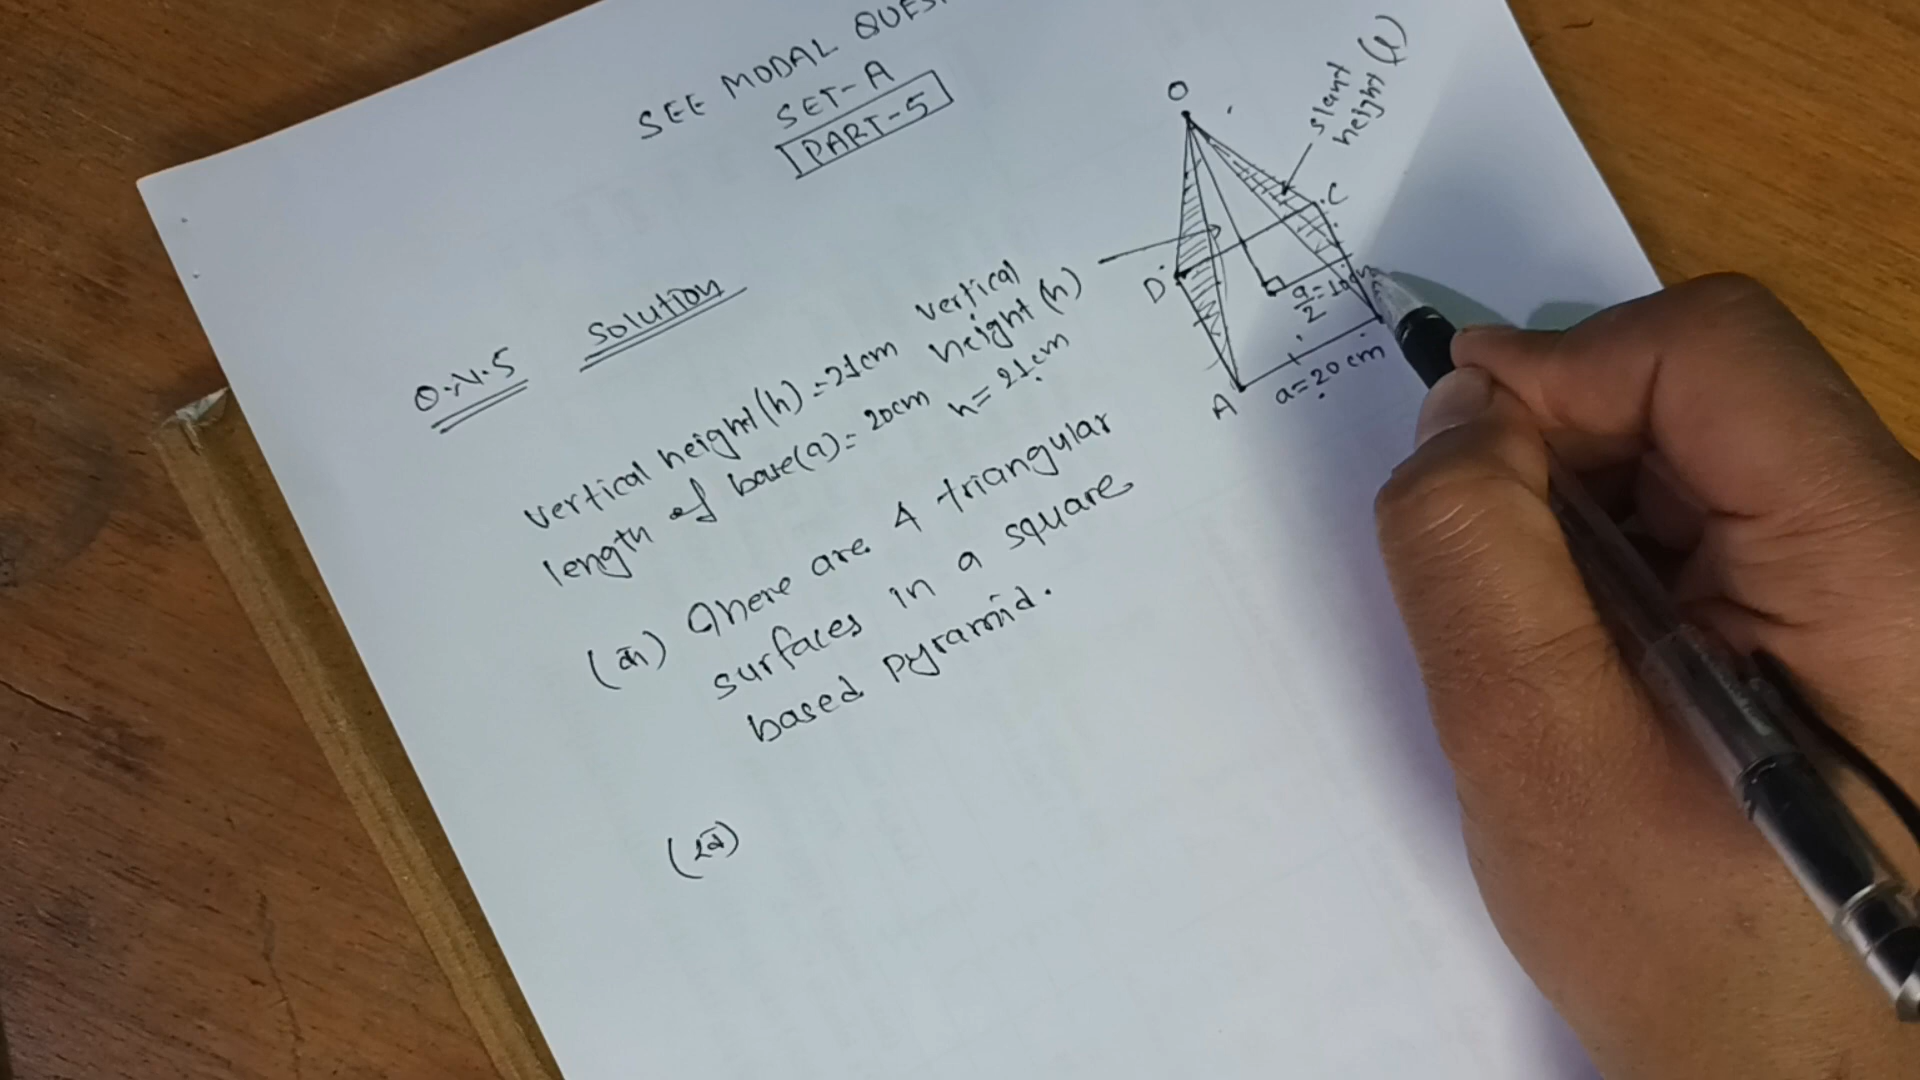 SEE MODAL
SET-A
PART-5
Q.N.5 Solution
vertical height(h)=21cm
length of base(a)= 20cm
vertical
height (h)
h= 21cm
(क) There are 4 triangular
surfaces in a square
based pyramid.
(ख)
O
slant
height (l)
C
D
A
a/2=10cm
a=20 cm